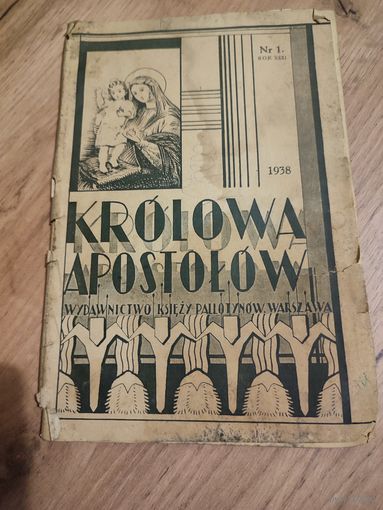 Nr 1.
1938
KRÓLOWA
APOSTOŁÓW
WYDAWNICTWO KSIĘŻY PALLOTYNÓW. WARSZAWA